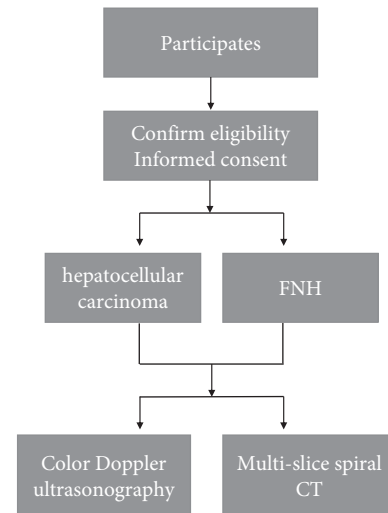 Participates
Confirm eligibility
Informed consent
hepatocellular
carcinoma
FNH
Color Doppler
ultrasonography
Multi-slice spiral
CT